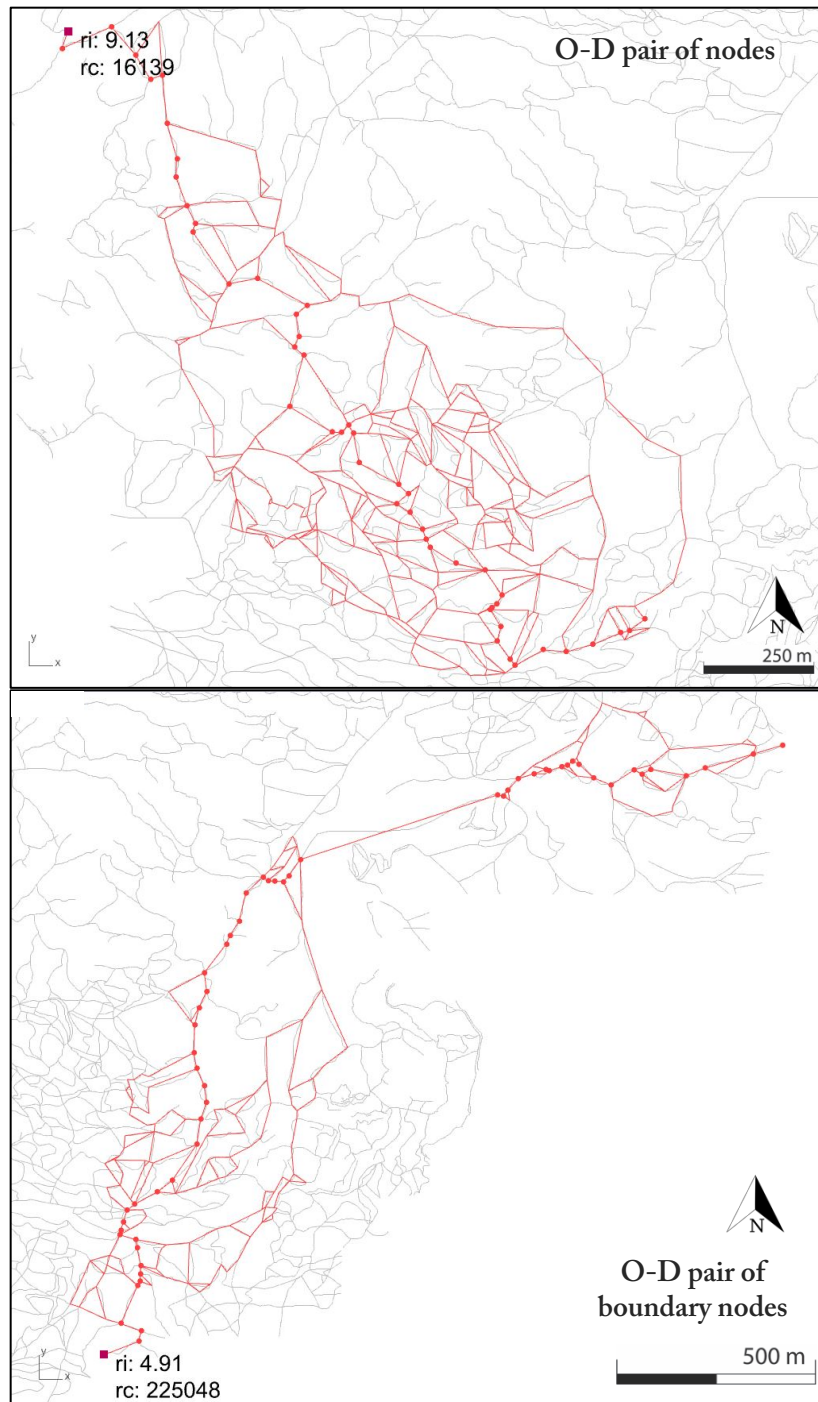 ri: 9.13
rc: 16139
O-D pair of nodes
N
y
x
250 m
N
O-D pair of
boundary nodes
y
x
ri: 4.91
rc: 225048
500 m